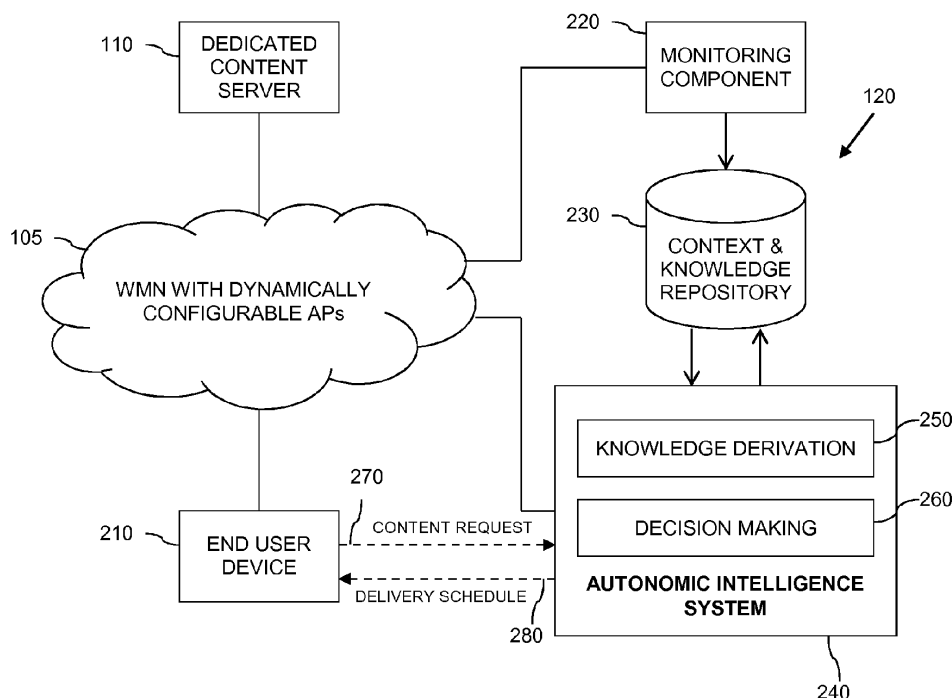 110
DEDICATED
CONTENT
SERVER
220
MONITORING
COMPONENT
120
105
WMN WITH DYNAMICALLY
CONFIGURABLE APs
230
CONTEXT &
KNOWLEDGE
REPOSITORY
250
KNOWLEDGE DERIVATION
260
DECISION MAKING
AUTONOMIC INTELLIGENCE
SYSTEM
240
210
END USER
DEVICE
270
CONTENT REQUEST
DELIVERY SCHEDULE
280